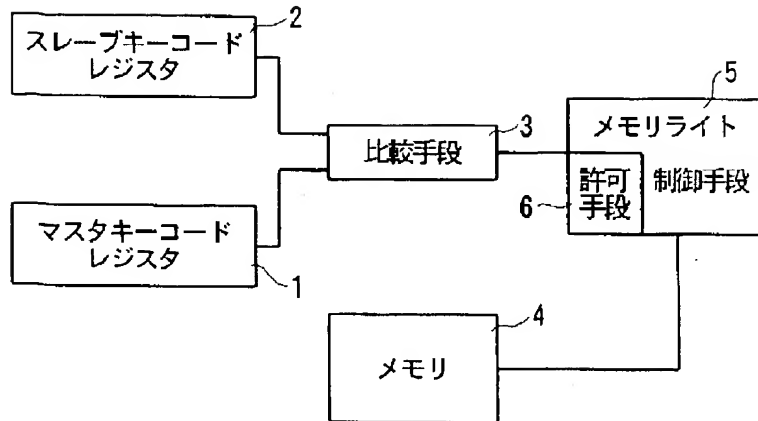 2
スレーブキーコード
レジスタ
3
比較手段
5
メモリライト
許可
手段
制御手段
6
マスタキーコード
レジスタ
1
4
メモリ